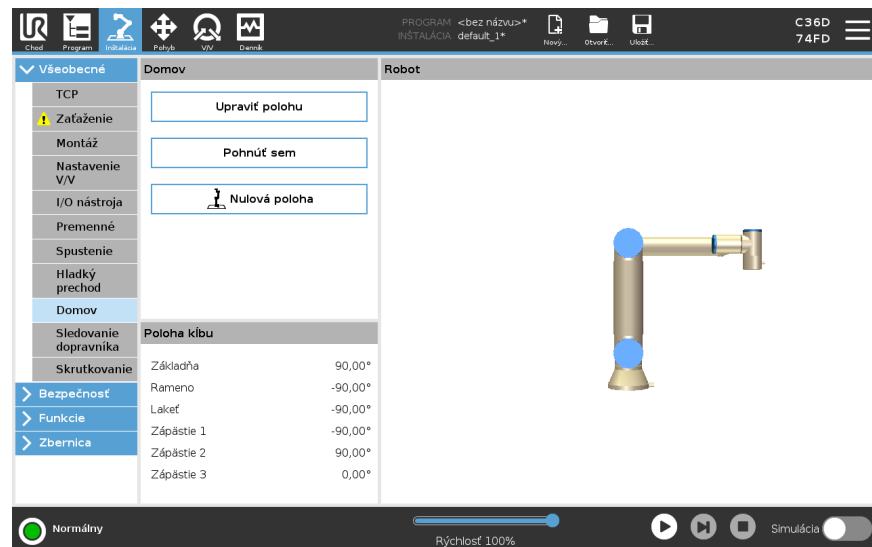 PROGRAM <bez názvu>*
INŠTALÁCIA default_1*
C36D
74FD
Chod
Program
Inštalácia
Pohyb
V/V
Denník
Nový...
Otvoriť...
Uložiť...
Všeobecné
TCP
Zaťaženie
Montáž
Nastavenie
V/V
I/O nástroja
Premenné
Spustenie
Hladký
prechod
Domov
Sledovanie
dopravníka
Skrutkovanie
Bezpečnosť
Funkcie
Zbernica
Domov
Upraviť polohu
Pohnúť sem
Nulová poloha
Poloha kĺbu
Základňa 90,00°
Rameno -90,00°
Lakeť -90,00°
Zápästie 1 -90,00°
Zápästie 2 90,00°
Zápästie 3 0,00°
Robot
Normálny
Rýchlosť 100%
Simulácia